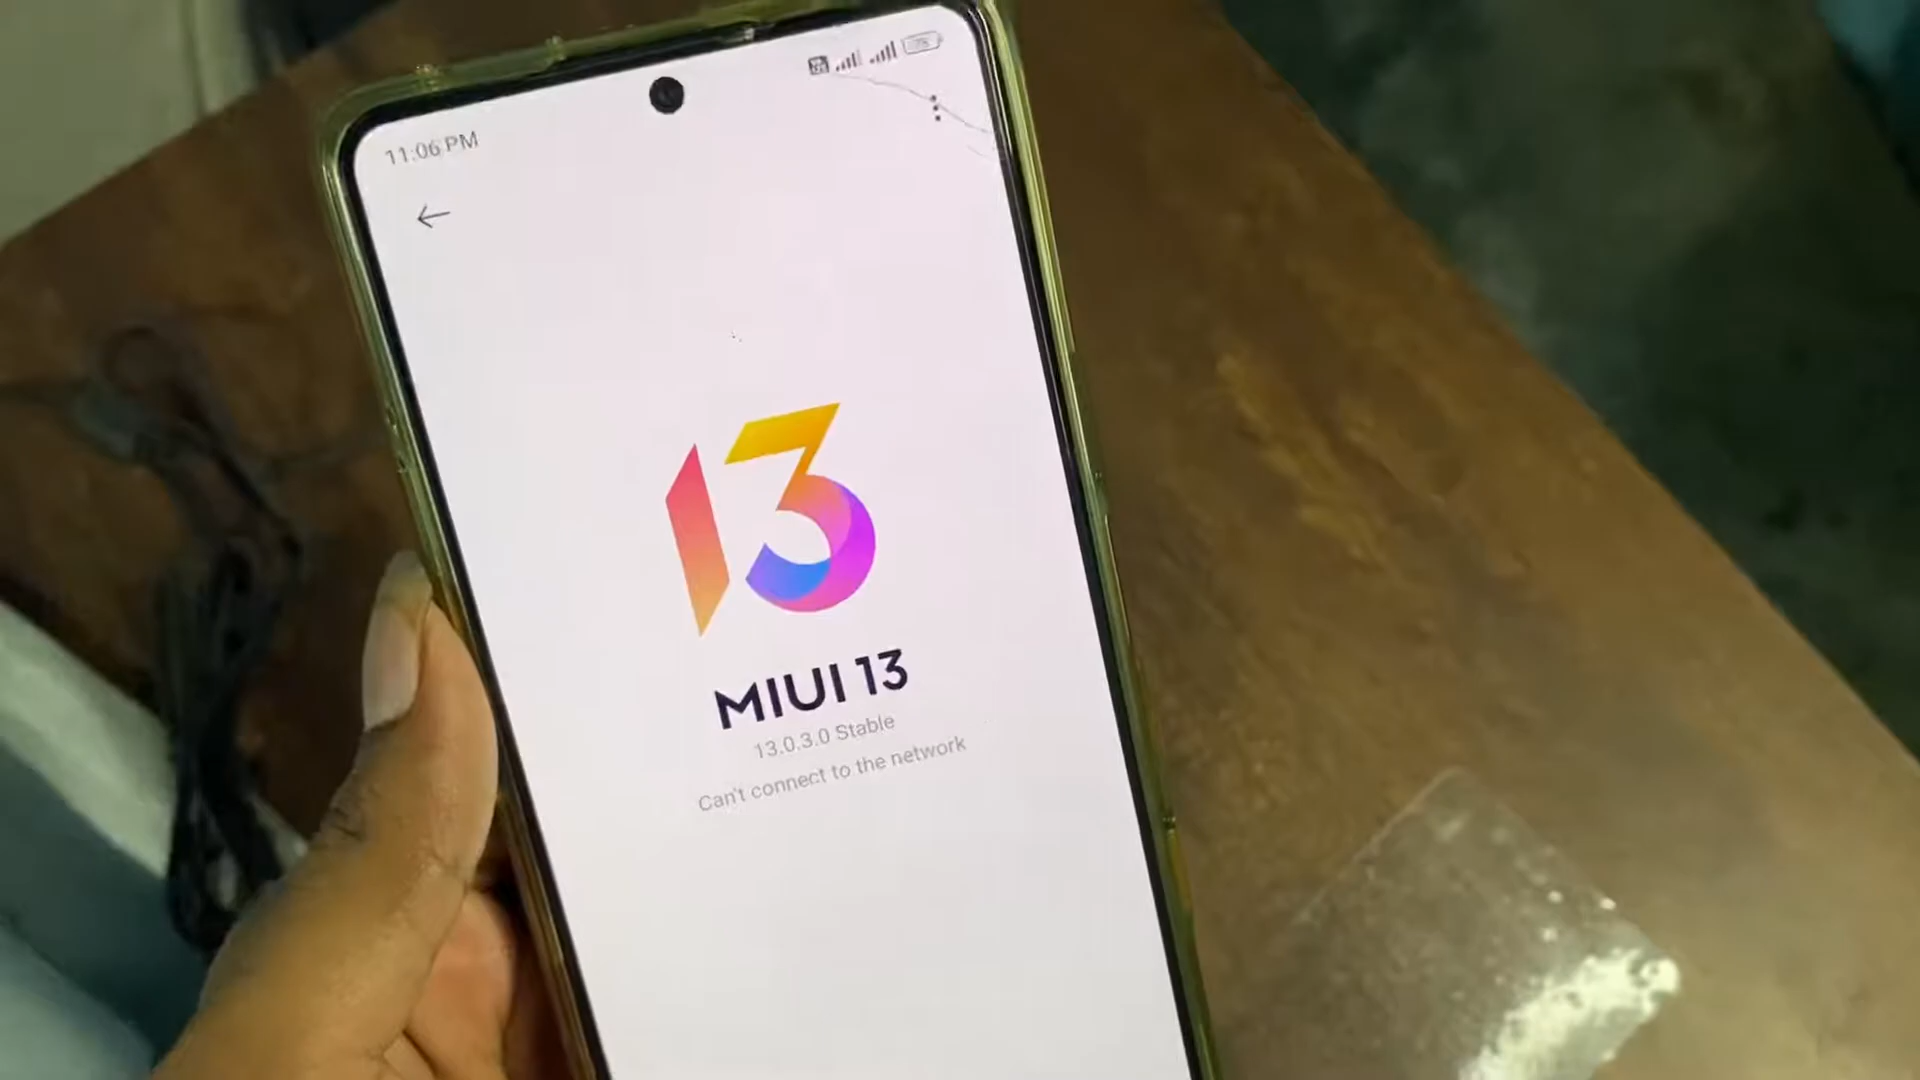 11:06 PM
13
MIUI 13
13.0.3.0 Stable
Can't connect to the network